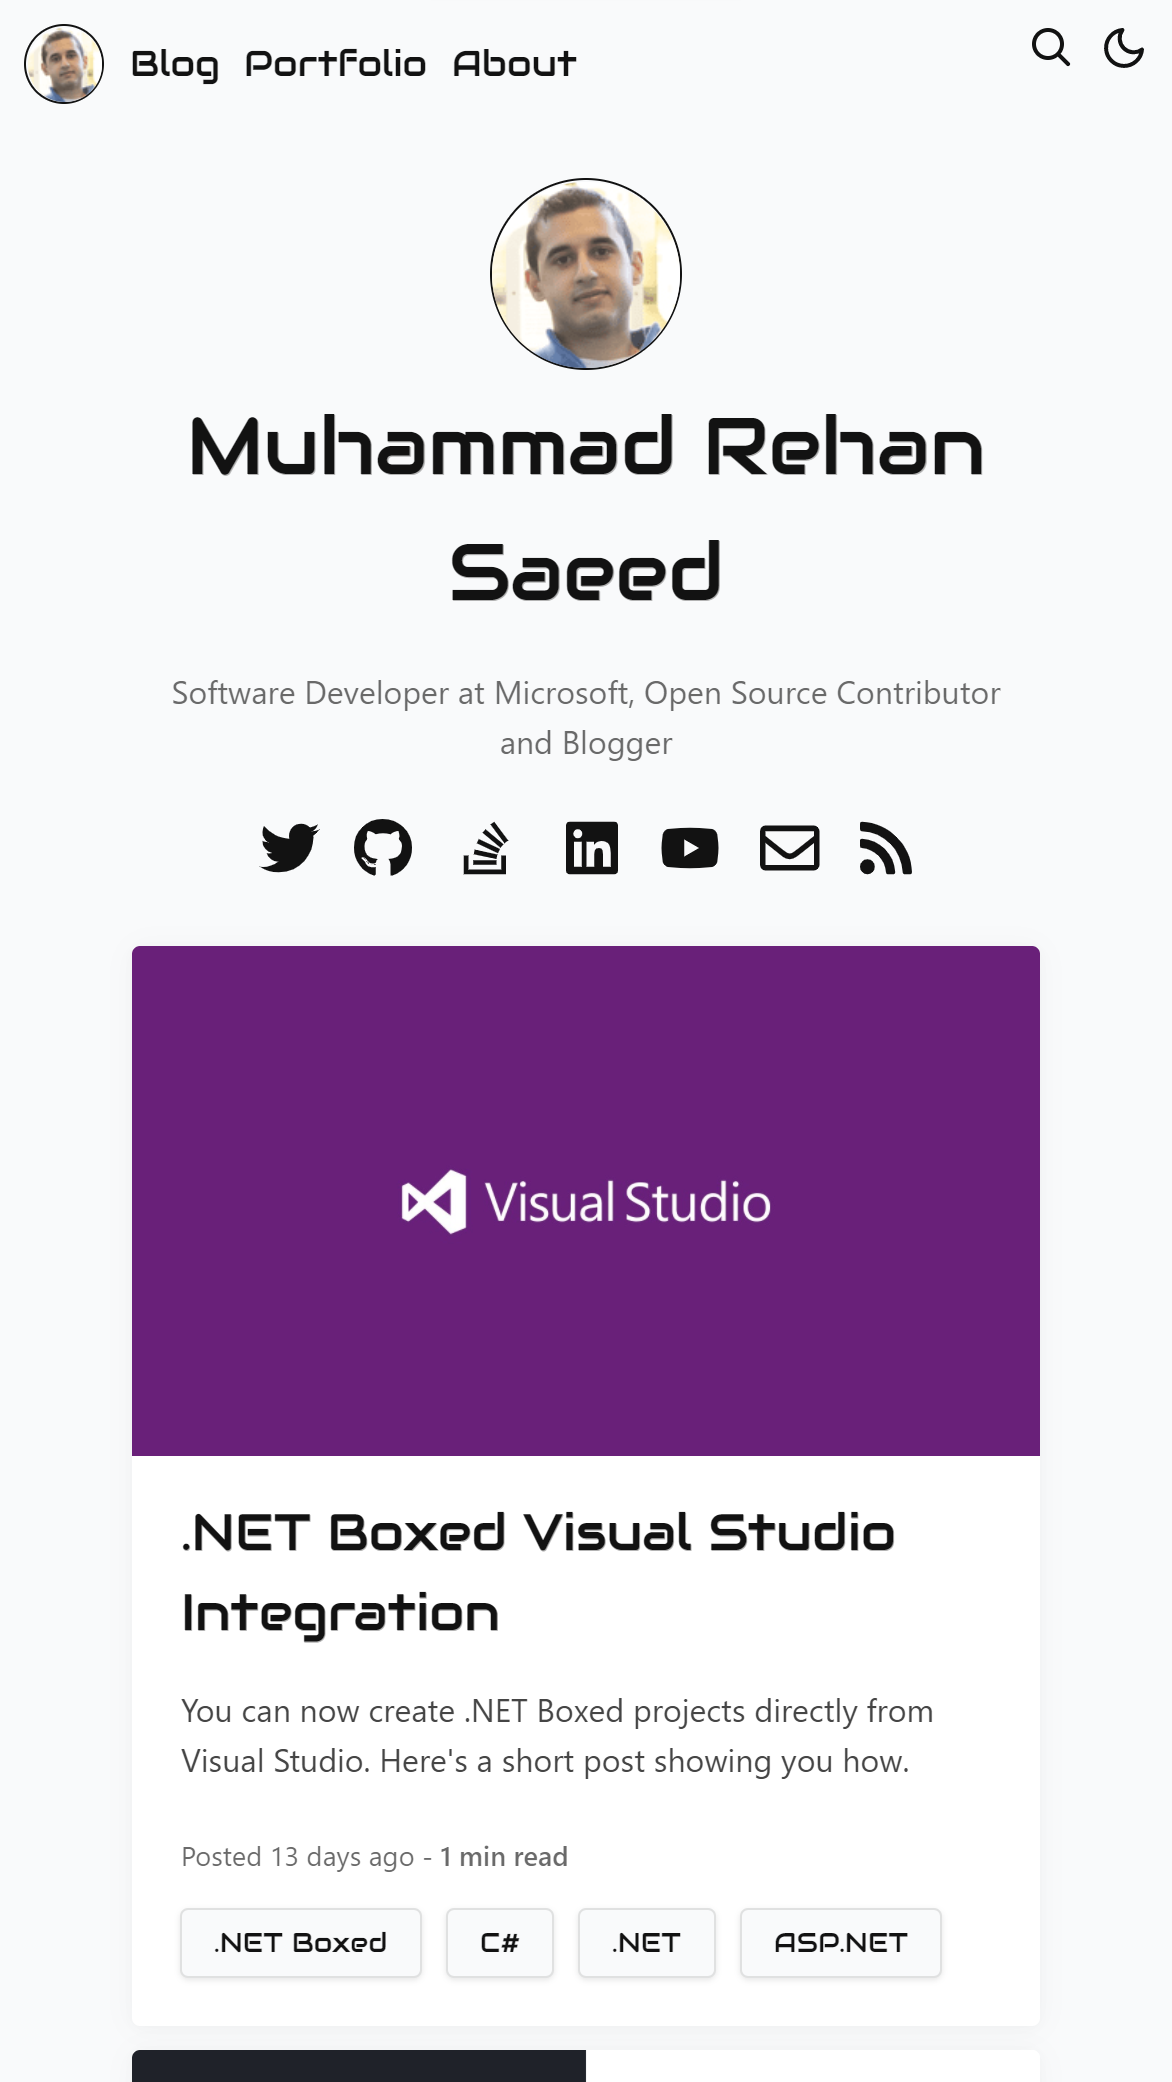 Blog Portfolio About
Muhammad Rehan
Saeed
Software Developer at Microsoft, Open Source Contributor
and Blogger
in
Visual Studio
.NET Boxed Visual Studio
Integration
You can now create .NET Boxed projects directly from
Visual Studio. Here's a short post showing you how.
Posted 13 days ago - 1 min read
.NET Boxed C# .NET ASP.NET